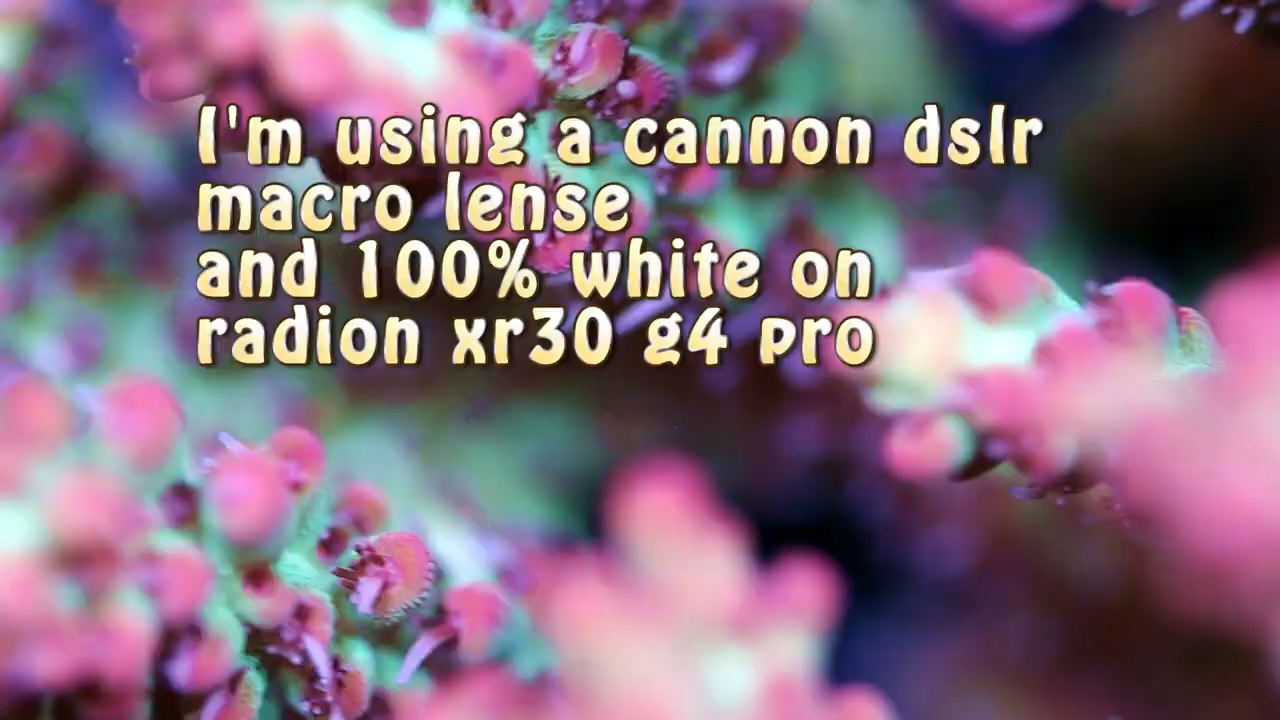 I'm using a cannon dslr
macro lense
and 100% white on
radion xr30 g4 pro